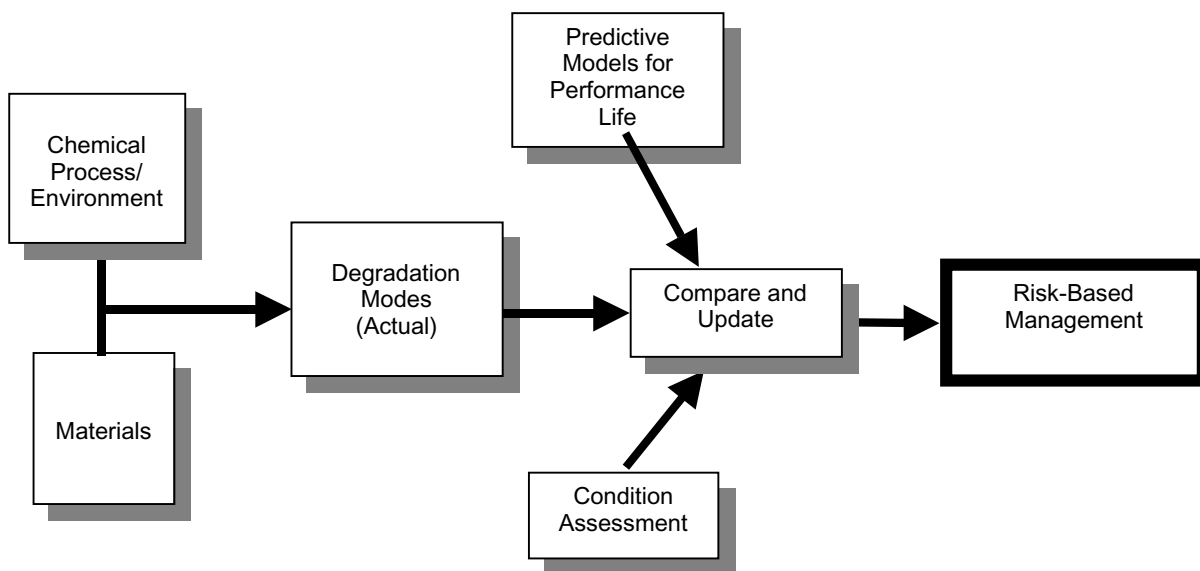 Chemical
Process/
Environment
Materials
Degradation
Modes
(Actual)
Predictive
Models for
Performance
Life
Compare and
Update
Condition
Assessment
Risk-Based
Management